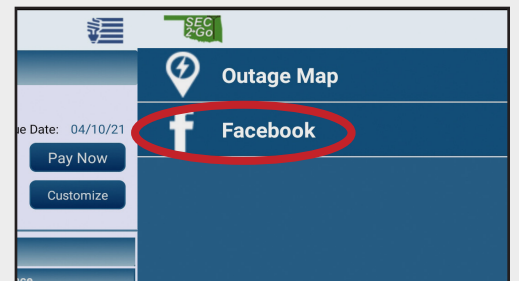 SEC
2·Go
Outage Map
Facebook
ue Date: 04/10/21
Pay Now
Customize